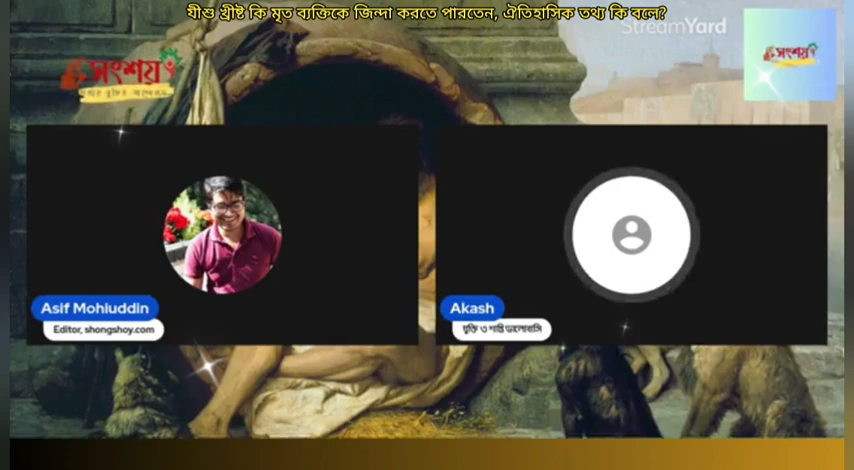 যীশু খ্রীষ্ট কি মৃত ব্যক্তিকে জিন্দা করতে পারতেন, ঐতিহাসিক তথ্য কি বলে?
StreamYard
সংশয়
সংশয়
Asif Mohiuddin
Editor, shongshoy.com
Akash
যুক্তি ও শান্তি ভালোবাসি